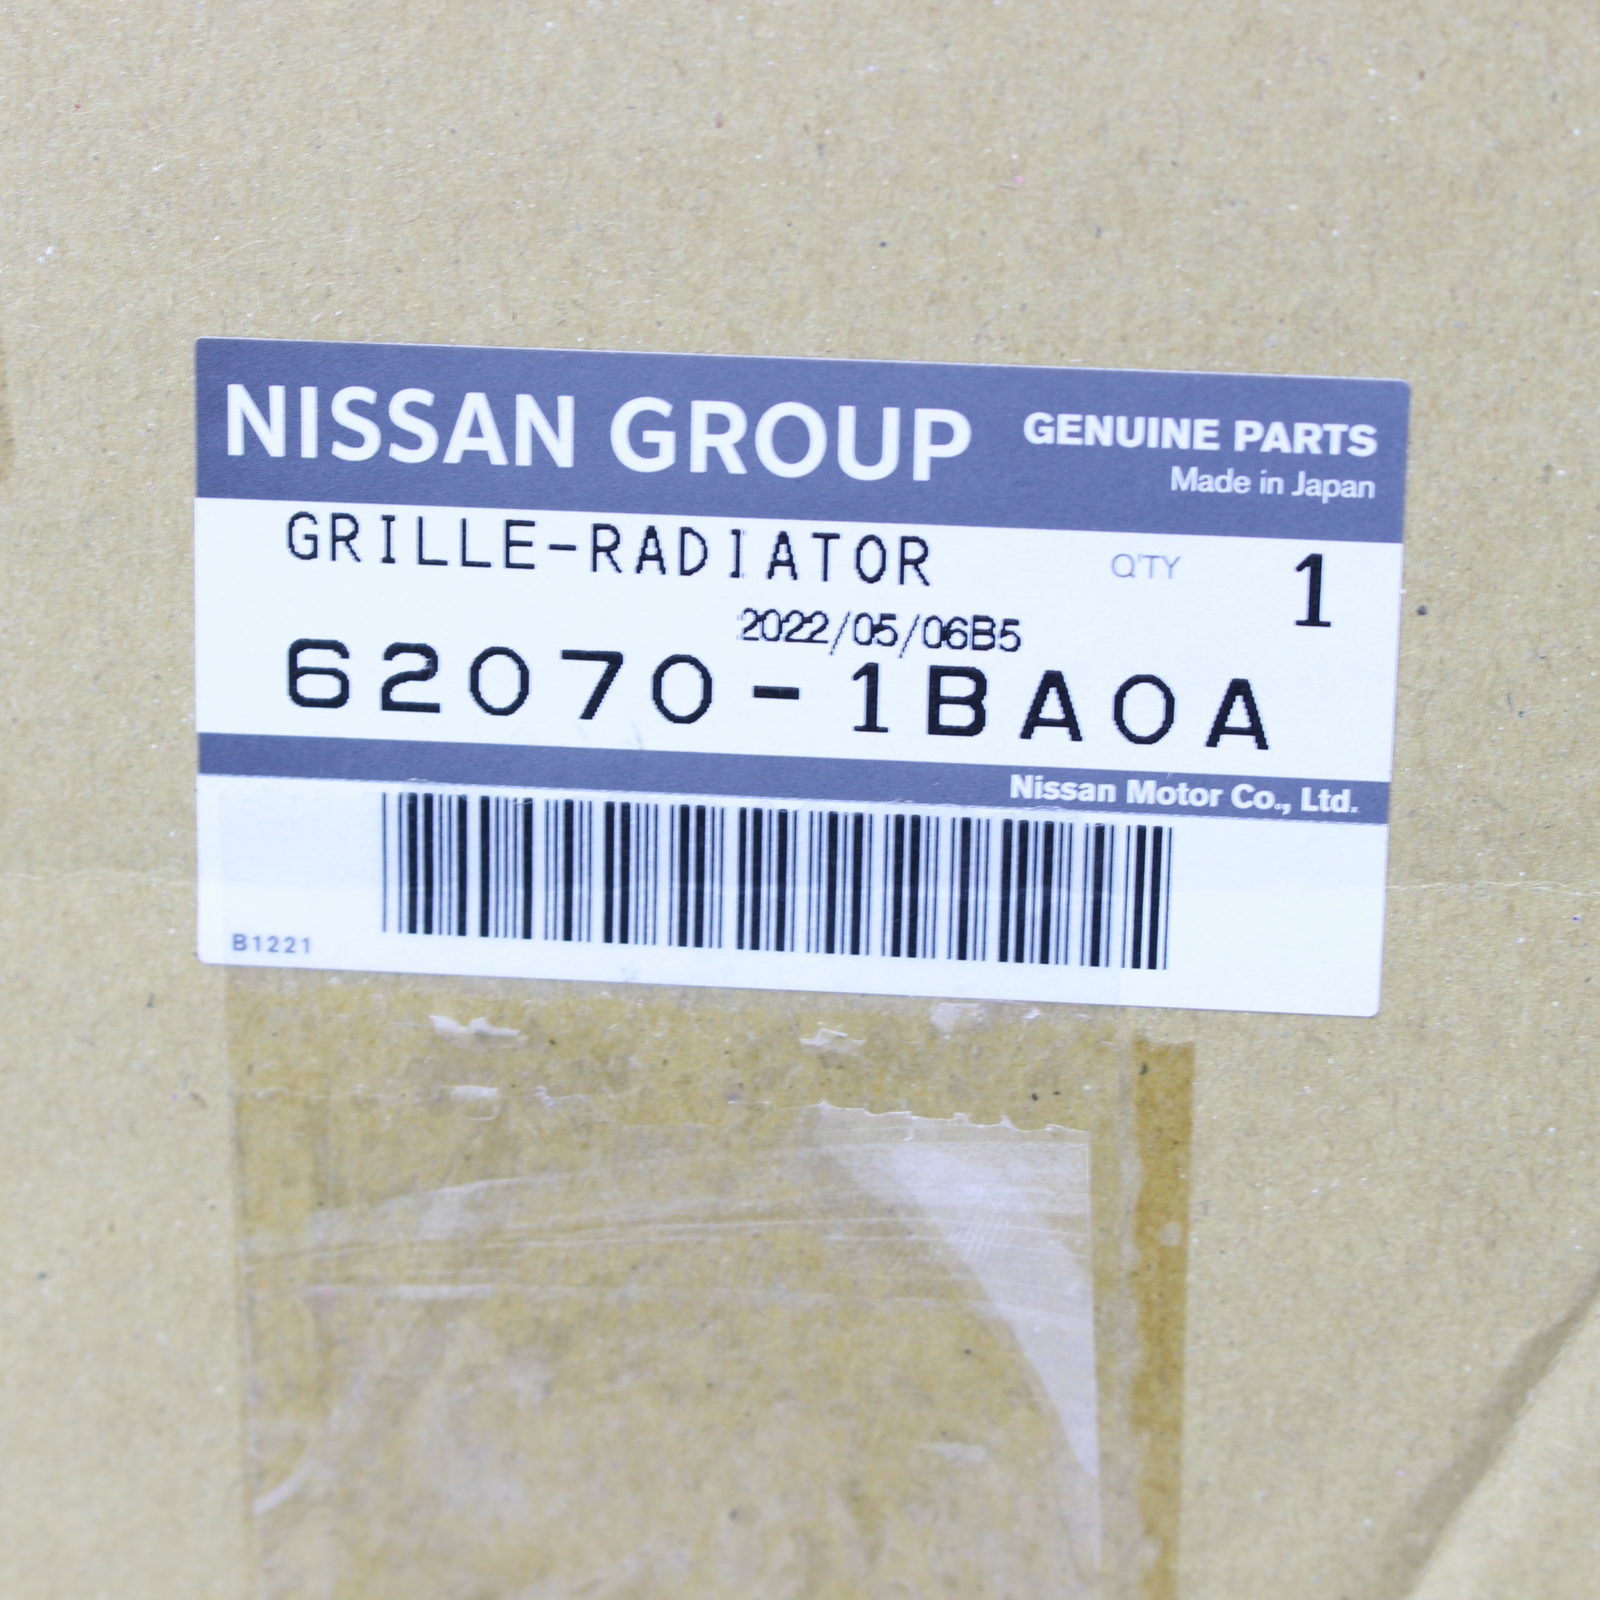 NISSAN GROUP GENUINE PARTS
Made in Japan
GRILLE-RADIATOR Q'TY 1
2022/05/06B5
62070-1BA0A
Nissan Motor Co., Ltd.
B1221